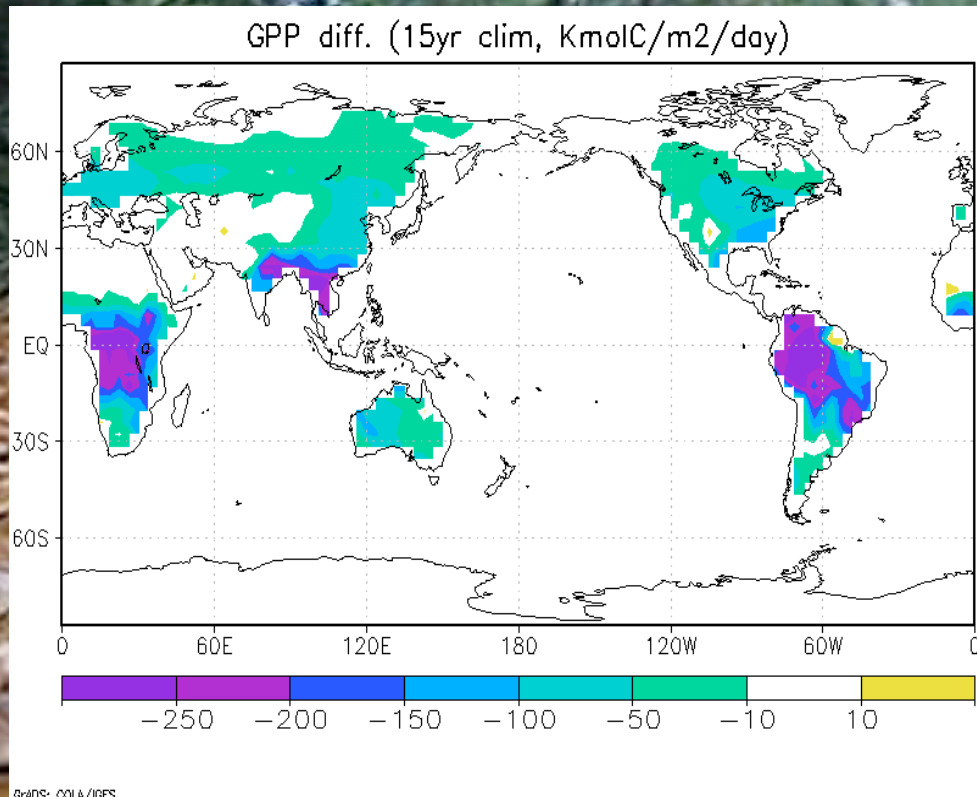 GPP diff. (15yr clim, KmolC/m2/day)
60N
30N
EQ
30S
60S
0 60E 120E 180 120W 60W 0
−250 −200 −150 −100 −50 −10 10
GrADS: COLA/IGES